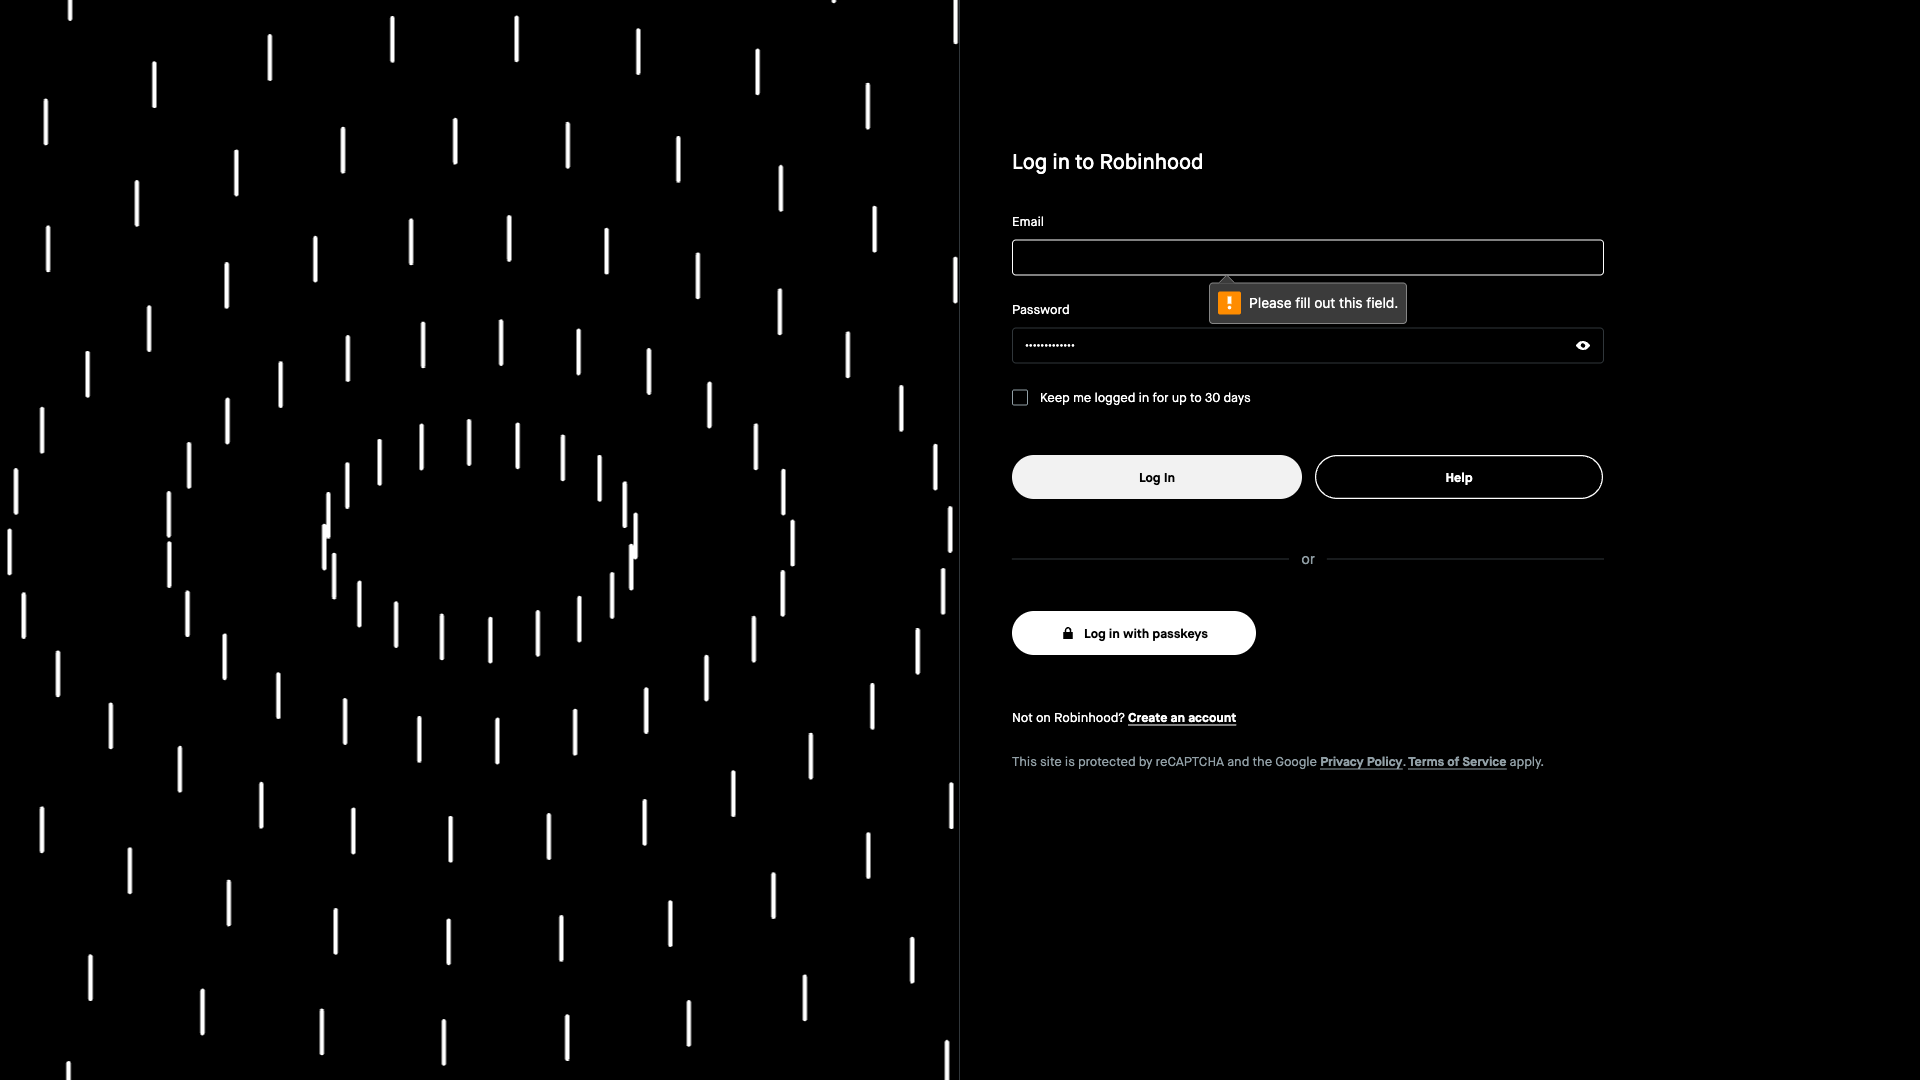 Log in to Robinhood
Email
Please fill out this field.
Password
•••••••••••••
Keep me logged in for up to 30 days
Log In
Help
or
Log in with passkeys
Not on Robinhood? Create an account
This site is protected by reCAPTCHA and the Google Privacy Policy. Terms of Service apply.